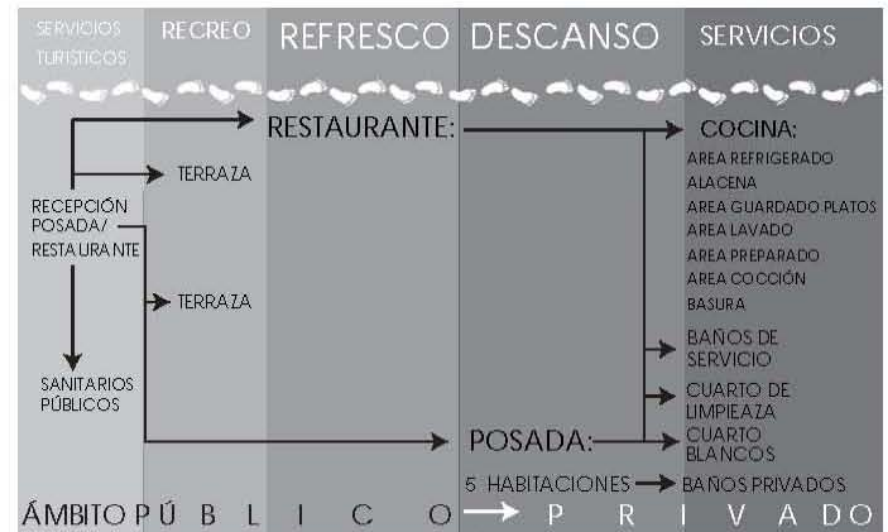 SERVICIOS
TURISTICOS
RECREO
REFRESCO
DESCANSO
SERVICIOS
RESTAURANTE:
COCINA:
AREA REFRIGERADO
ALACENA
AREA GUARDADO PLATOS
AREA LAVADO
AREA PREPARADO
AREA COCCIÓN
BASURA
TERRAZA
RECEPCIÓN
POSADA/
RESTAURANTE
TERRAZA
SANITARIOS
PÚBLICOS
BAÑOS DE
SERVICIO
CUARTO DE
LIMPIEAZA
POSADA:
CUARTO
BLANCOS
5 HABITACIONES
BAÑOS PRIVADOS
ÁMBITO PÚBLICO PRIVADO